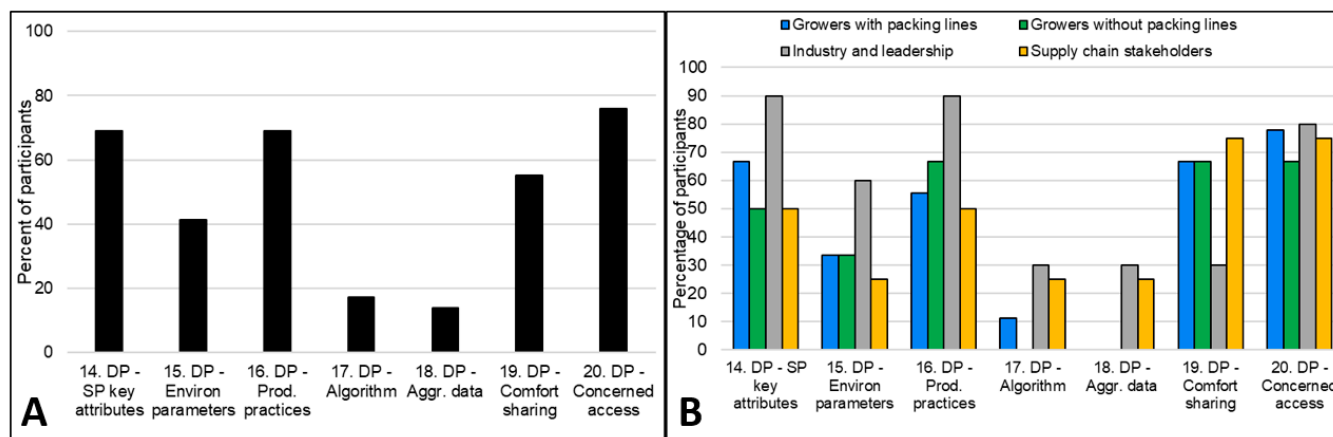 100
80
60
40
20
0
Percent of participants
14. DP -
SP key
attributes
15. DP -
Environ
parameters
16. DP -
Prod.
practices
17. DP -
Algorithm
18. DP -
Aggr. data
19. DP -
Comfort
sharing
20. DP -
Concerned
access
A
Growers with packing lines
Growers without packing lines
Industry and leadership
Supply chain stakeholders
100
90
80
70
60
50
40
30
20
10
0
Percentage of participants
14. DP - SP
key
attributes
15. DP -
Environ
parameters
16. DP -
Prod.
practices
17. DP -
Algorithm
18. DP -
Aggr. data
19. DP -
Comfort
sharing
20. DP -
Concerned
access
B